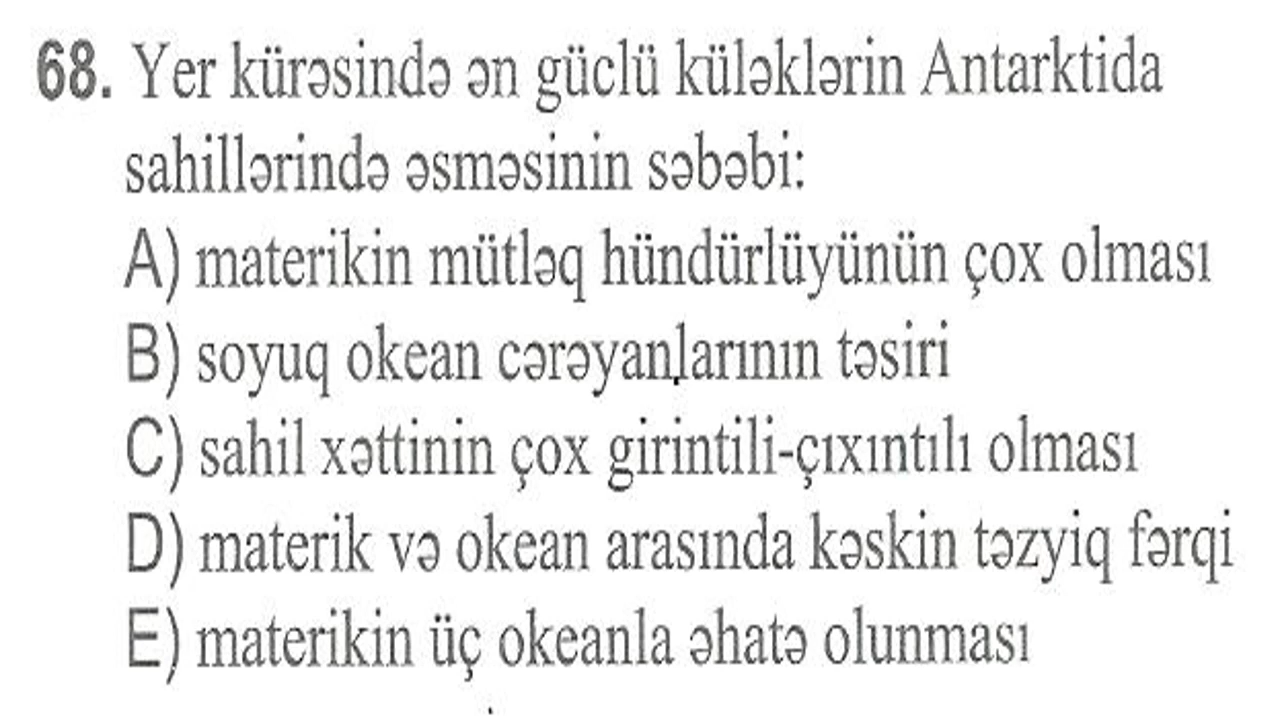 68. Yer kürəsində ən güclü küləklərin Antarktida
sahillərində əsməsinin səbəbi:
A) materikin mütləq hündürlüyünün çox olması
B) soyuq okean cərəyanlarının təsiri
C) sahil xəttinin çox girintili-çıxıntılı olması
D) materik və okean arasında kəskin təzyiq fərqi
E) materikin üç okeanla əhatə olunması